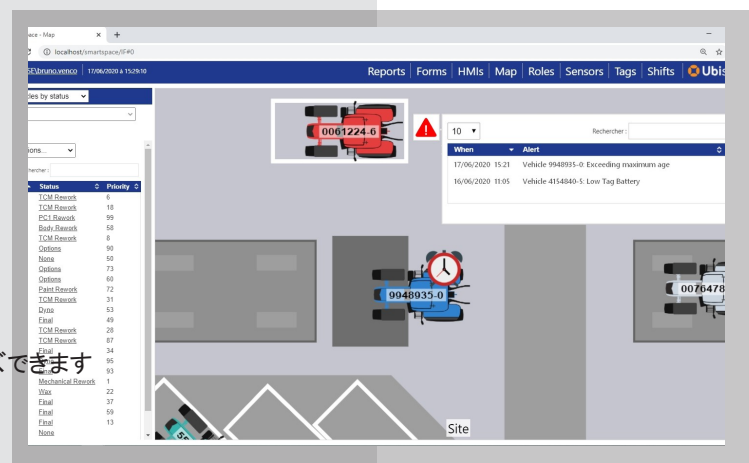 ace - Map × +
localhost/smartspace/IF#0
SE\bruno.venco 17/06/2020 à 15:29:10
Reports Forms HMIs Map Roles Sensors Tags Shifts Ubis
les by status
ions...
hercher :
Status Priority
TCM Rework 6
TCM Rework 18
PC1 Rework 99
Body Rework 58
TCM Rework 8
Options 90
None 50
Options 73
Options 60
Paint Rework 72
TCM Rework 31
Dyno 53
Final 49
TCM Rework 28
TCM Rework 87
Final 34
95
Final 93
Mechanical Rework 1
Wax 22
Final 37
Final 59
Final 13
None
ズできます
0061224-6
10
Rechercher :
When Alert
17/06/2020 15:21 Vehicle 9948935-0: Exceeding maximum age
16/06/2020 11:05 Vehicle 4154840-5: Low Tag Battery
9948935-0
0076478
Site